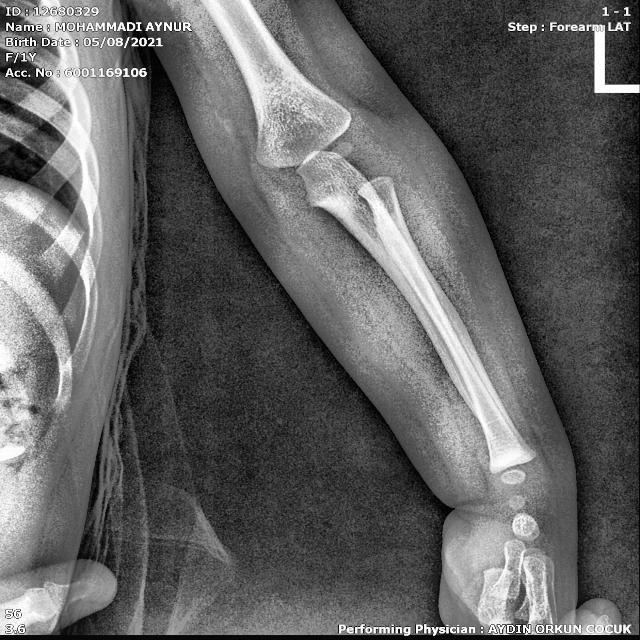 ID : 12680329
Name : MOHAMMADI AYNUR
Birth Date : 05/08/2021
F/1Y
Acc. No : 6001169106
1 - 1
Step : Forearm LAT
L
56
3.6
Performing Physician : AYDIN ORKUN COCUK